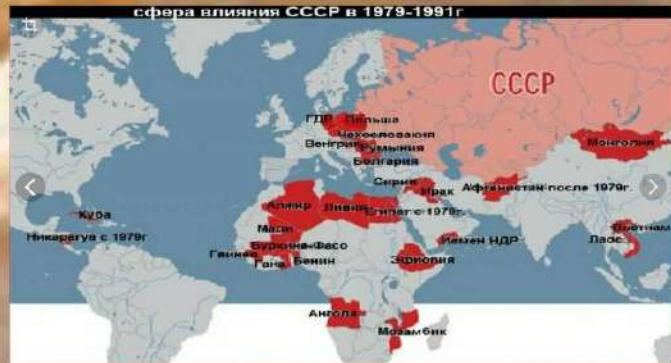 сфера влияния СССР в 1979-1991г
СССР
ГДР
Польша
Чехословакия
Венгрия
Румыния
Болгария
Монголия
Сирия
Ирак
Афганистан после 1979г.
Алжир
Ливия
Египат с 1979г.
Куба
Мали
Никарагуа с 1979г
Буркина-Фасо
Йемен НДР
Вьетнам
Лаос
Гвинея
Гана
Бенин
Эфиопия
Ангола
Мозамбик